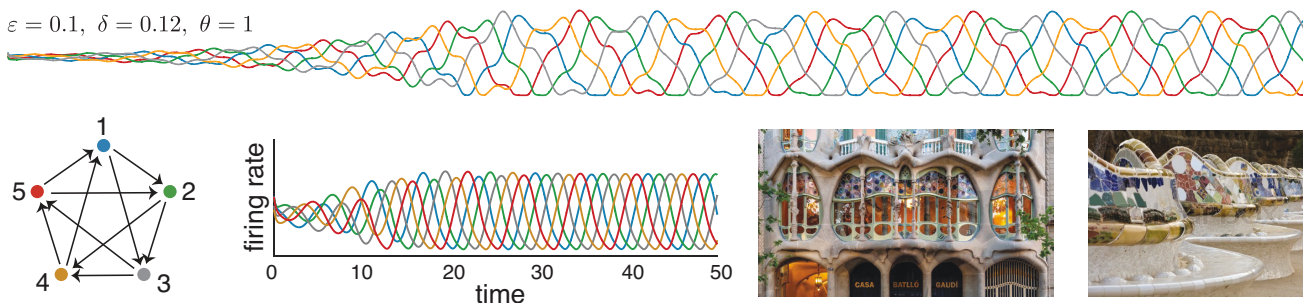 ε = 0.1, δ = 0.12, θ = 1
1
5
2
4
3
firing rate
0
10
20
30
40
50
time
CASA
BATLLÓ
GAUDÍ